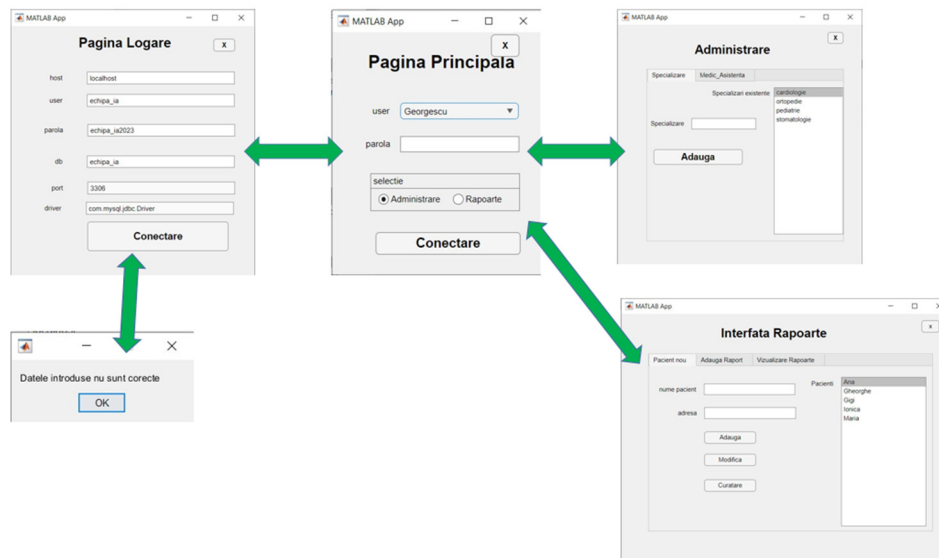 MATLAB App
Pagina Logare
X
host localhost
user echipa_ia
parola echipa_ia2023
db echipa_ia
port 3306
driver com.mysql.jdbc.Driver
Conectare
Datele introduse nu sunt corecte
OK
MATLAB App
X
Pagina Principala
user Georgescu
parola
selectie
Administrare Rapoarte
Conectare
MATLAB App
X
Administrare
Specializare Medic_Asistenta
Specializari existente cardiologie
ortopedie
pediatrie
stomatologie
Specializare
Adauga
MATLAB App
x
Interfata Rapoarte
Pacient nou Adauga Raport Vizualizare Rapoarte
nume pacient
adresa
Adauga
Modifica
Curatare
Pacienti Ana
Gheorghe
Gigi
Ionica
Maria